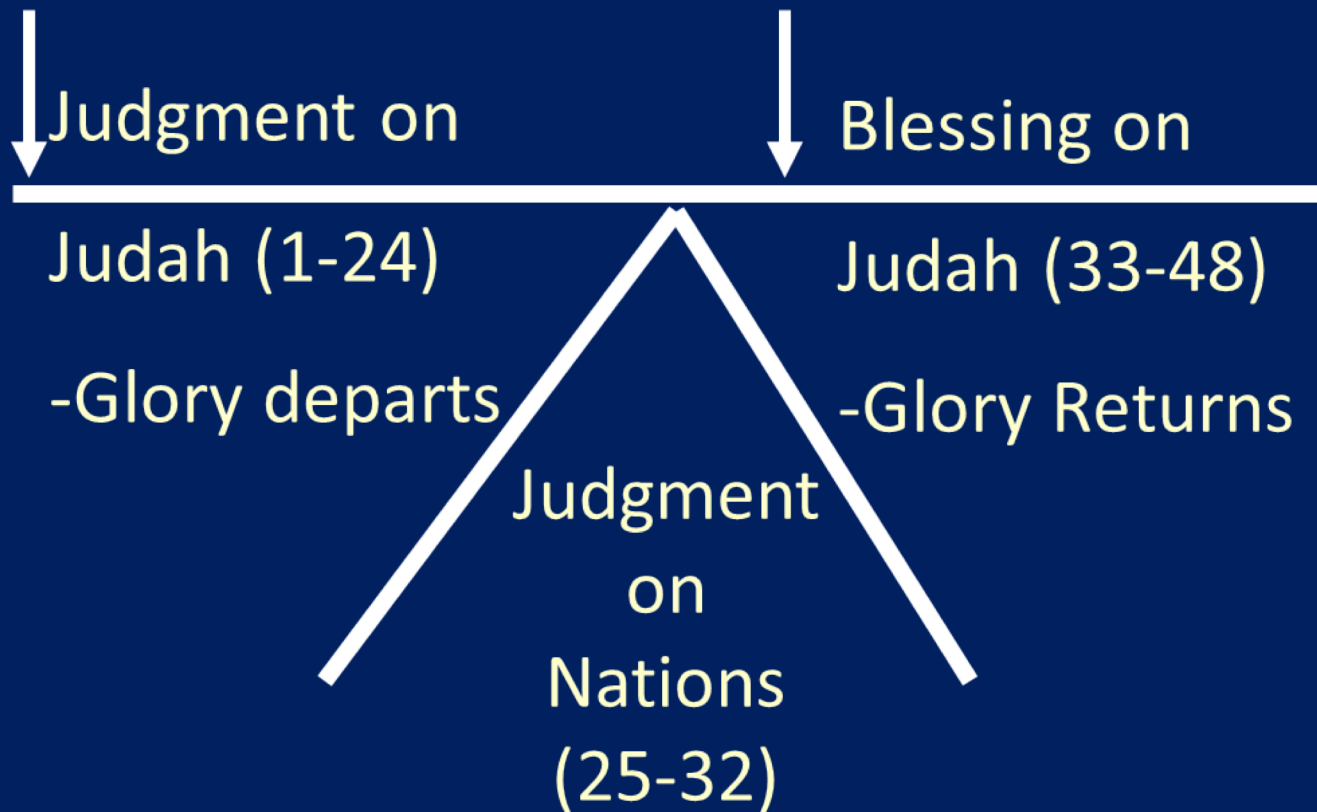 Judgment on
Judah (1-24)
-Glory departs
Blessing on
Judah (33-48)
-Glory Returns
Judgment
on
Nations
(25-32)